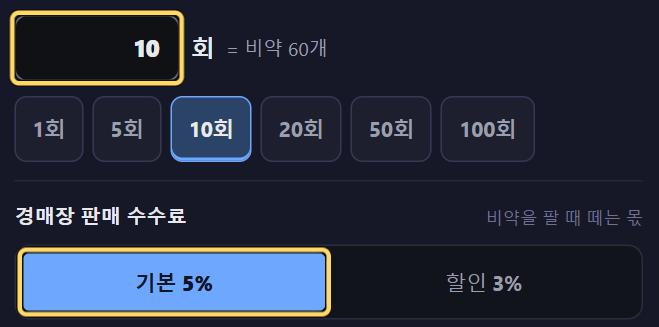 10 회 = 비약 60개
1회 5회 10회 20회 50회 100회
경매장 판매 수수료 비약을 팔 때 떼는 몫
기본 5% 할인 3%